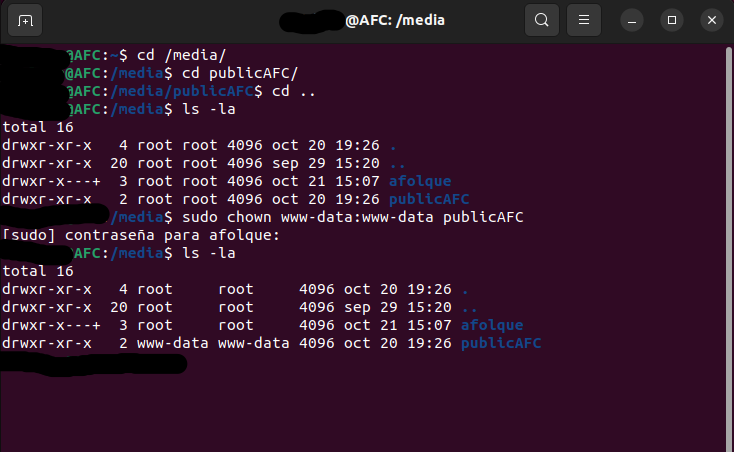 @AFC: /media
@AFC:~$ cd /media/
@AFC:/media$ cd publicAFC/
@AFC:/media/publicAFC$ cd ..
@AFC:/media$ ls -la
total 16
drwxr-xr-x   4 root root 4096 oct 20 19:26 .
drwxr-xr-x  20 root root 4096 sep 29 15:20 ..
drwxr-x---+  3 root root 4096 oct 21 15:07 afolque
drwxr-xr-x   2 root root 4096 oct 20 19:26 publicAFC
/media$ sudo chown www-data:www-data publicAFC
[sudo] contraseña para afolque:
@AFC:/media$ ls -la
total 16
drwxr-xr-x   4 root     root     4096 oct 20 19:26 .
drwxr-xr-x  20 root     root     4096 sep 29 15:20 ..
drwxr-x---+  3 root     root     4096 oct 21 15:07 afolque
drwxr-xr-x   2 www-data www-data 4096 oct 20 19:26 publicAFC